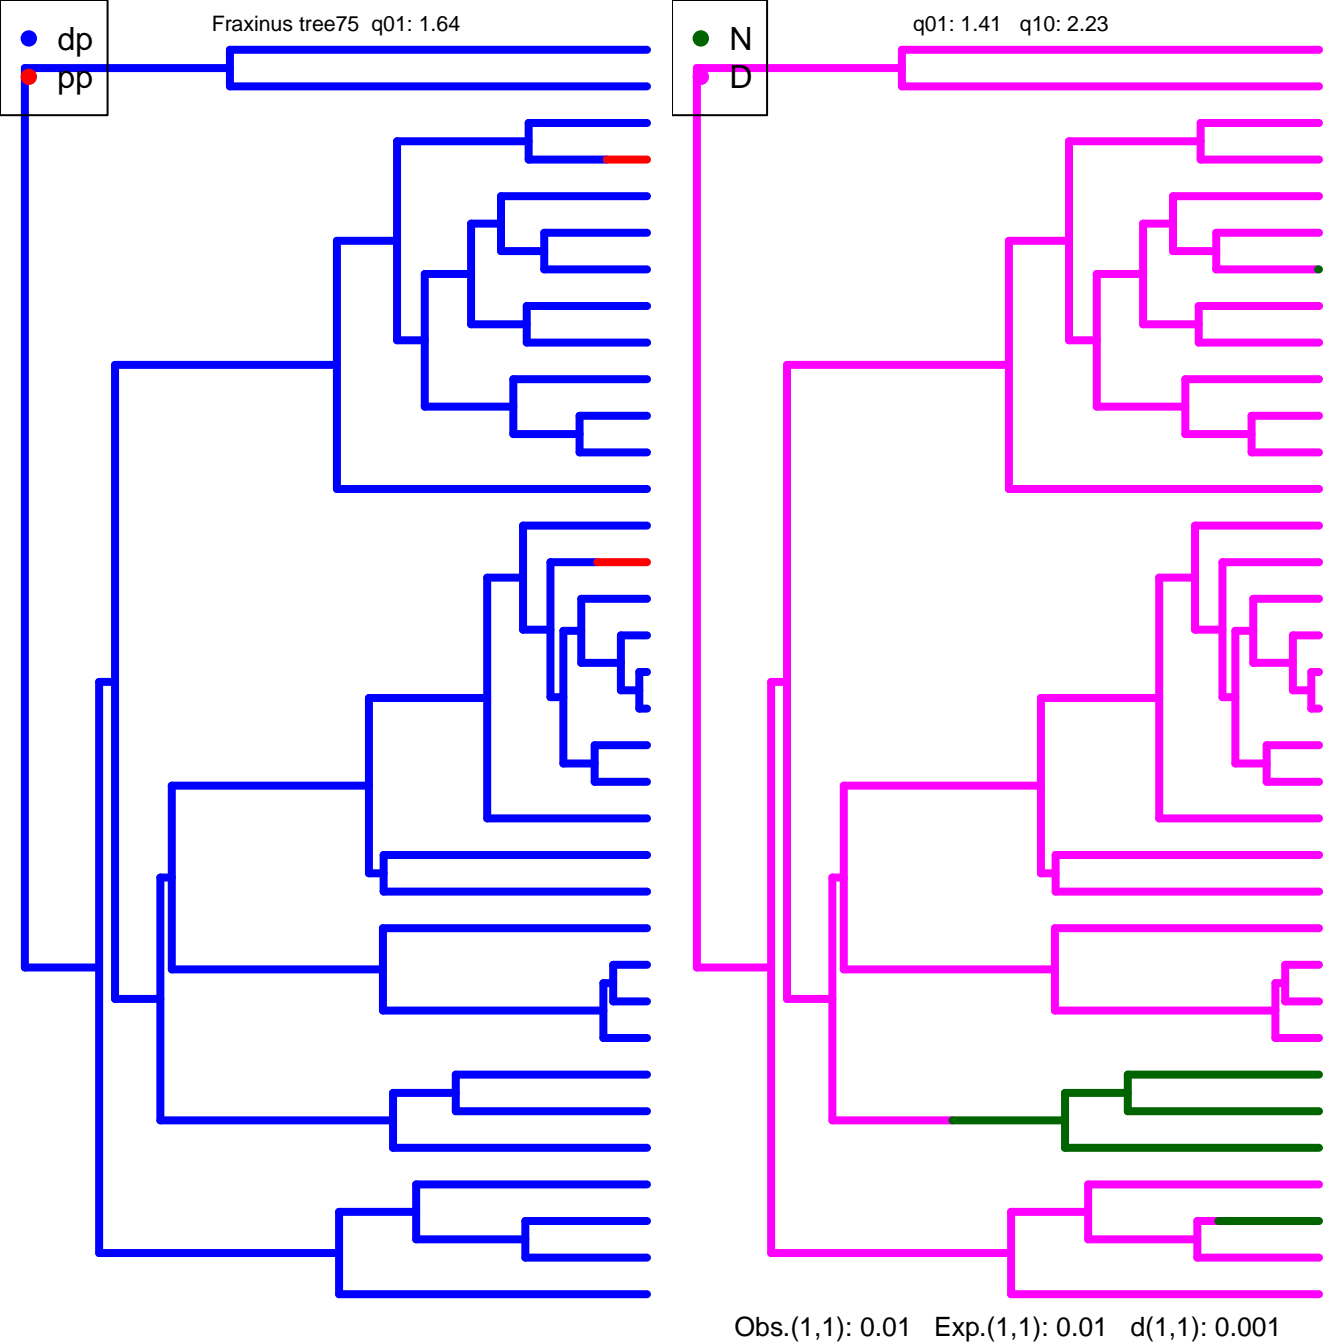 Fraxinus tree75 q01: 1.64
dp
pp
q01: 1.41 q10: 2.23
N
D
Obs.(1,1): 0.01 Exp.(1,1): 0.01 d(1,1): 0.001